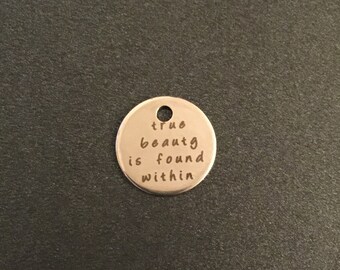 true
beauty
is found
within